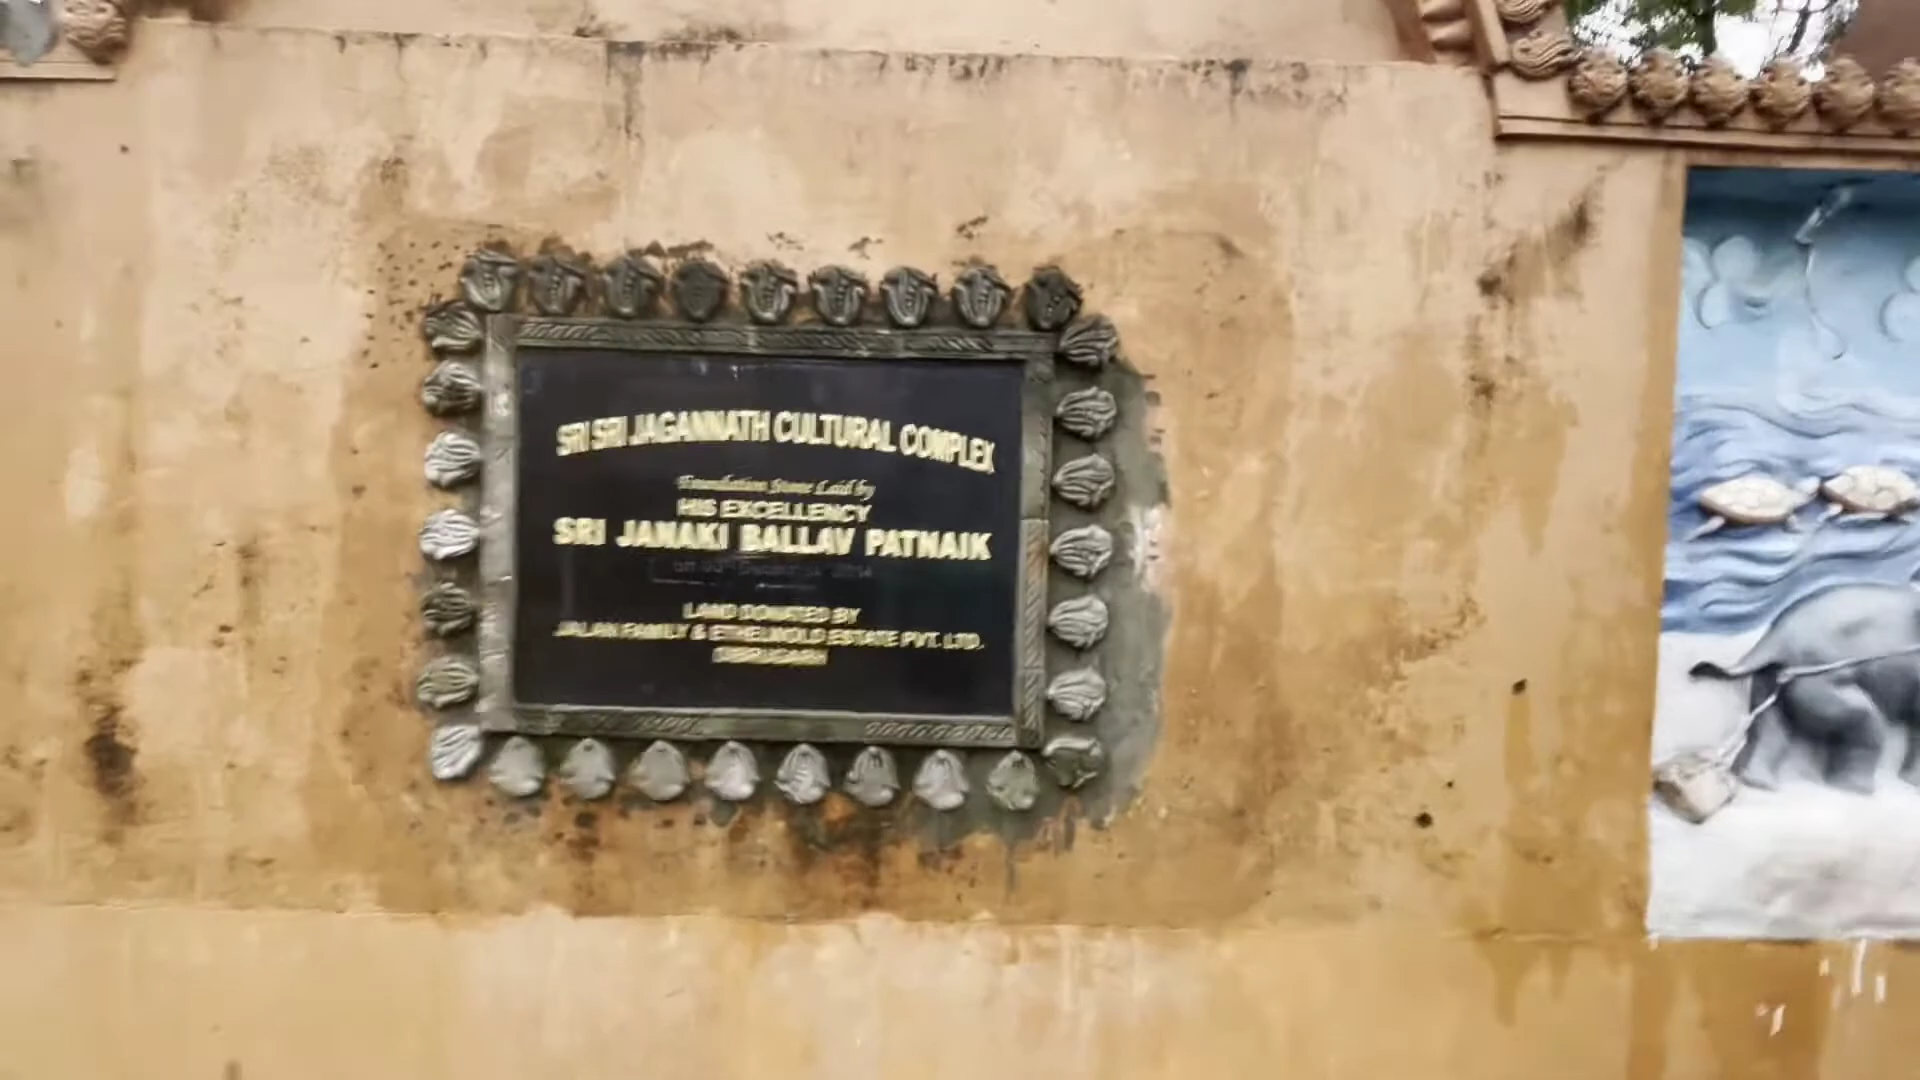 SRI SRI JAGANNATH CULTURAL COMPLEX
Foundation Stone Laid by
HIS EXCELLENCY
SRI JANAKI BALLAV PATNAIK
LAND DONATED BY
JALAN FAMILY & ETHELWOLD ESTATE PVT. LTD.
DIBRUGARH